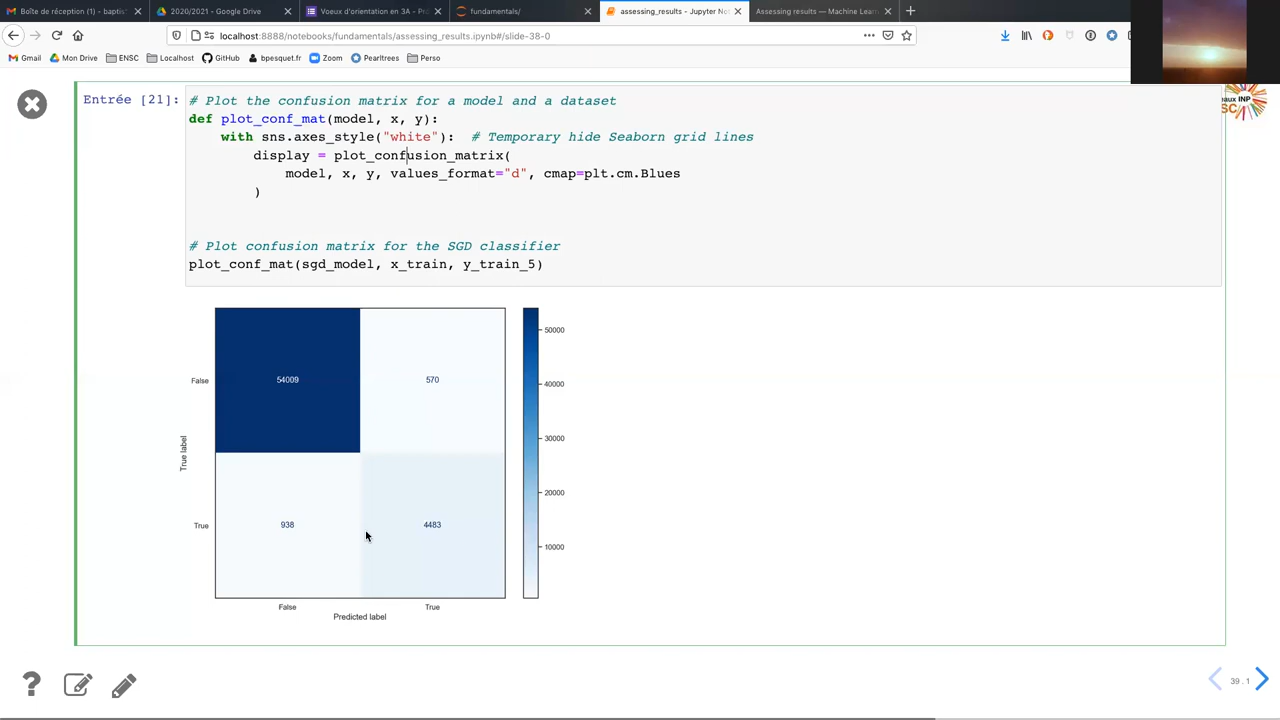 Boîte de réception (1) - baptis
2020/2021 - Google Drive
Voeux d'orientation en 3A - Pré
fundamentals/
assessing_results - Jupyter Not
Assessing results — Machine Learn
localhost:8888/notebooks/fundamentals/assessing_results.ipynb#/slide-38-0
Gmail
Mon Drive
ENSC
Localhost
GitHub
bpesquet.fr
Zoom
Pearltrees
Perso
Entrée [21]:
# Plot the confusion matrix for a model and a dataset
def plot_conf_mat(model, x, y):
with sns.axes_style("white"):  # Temporary hide Seaborn grid lines
display = plot_confusion_matrix(
model, x, y, values_format="d", cmap=plt.cm.Blues
)
# Plot confusion matrix for the SGD classifier
plot_conf_mat(sgd_model, x_train, y_train_5)
54009
570
938
4483
False
True
True label
False
True
Predicted label
50000
40000
30000
20000
10000
?
39 . 1